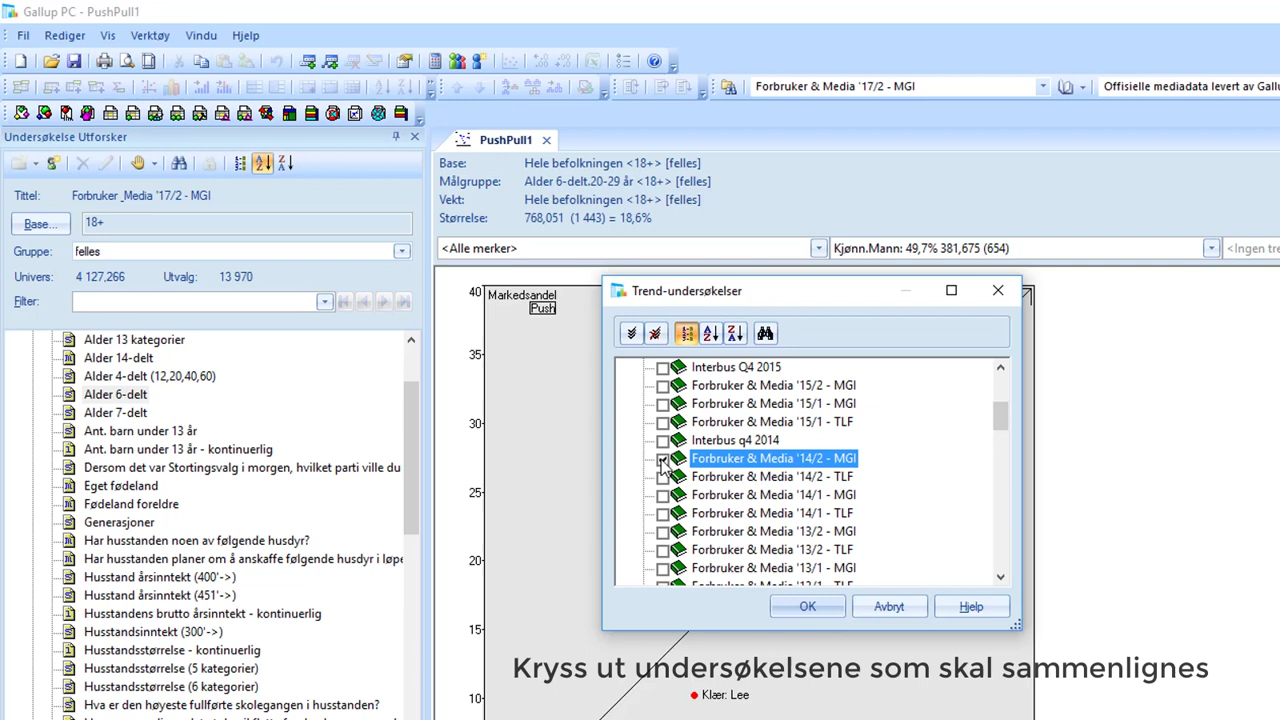 Gallup PC - PushPull1
Fil Rediger Vis Verktøy Vindu Hjelp
Forbruker & Media '17/2 - MGI
Offisielle mediadata levert av Gallu
Undersøkelse Utforsker
Tittel: Forbruker _Media '17/2 - MGI
Base... 18+
Gruppe: felles
Univers: 4 127,266 Utvalg: 13 970
Filter:
Alder 13 kategorier
Alder 14-delt
Alder 4-delt (12,20,40,60)
Alder 6-delt
Alder 7-delt
Ant. barn under 13 år
Ant. barn under 13 år - kontinuerlig
Dersom det var Stortingsvalg i morgen, hvilket parti ville du
Eget fødeland
Fødeland foreldre
Generasjoner
Har husstanden noen av følgende husdyr?
Har husstanden planer om å anskaffe følgende husdyr i løpe
Husstand årsinntekt (400'->)
Husstand årsinntekt (451'->)
Husstandens brutto årsinntekt - kontinuerlig
Husstandsinntekt (300'->)
Husstandsstørrelse - kontinuerlig
Husstandsstørrelse (5 kategorier)
Husstandsstørrelse (6 kategorier)
Hva er den høyeste fullførte skolegangen i husstanden?
PushPull1
Base: Hele befolkningen <18+> [felles]
Målgruppe: Alder 6-delt.20-29 år <18+> [felles]
Vekt: Hele befolkningen <18+> [felles]
Størrelse: 768,051 (1 443) = 18,6%
<Alle merker>
Kjønn.Mann: 49,7% 381,675 (654)
<Ingen tre
40
Markedsandel
Push
35
30
25
20
15
10
Trend-undersøkelser
Interbus Q4 2015
Forbruker & Media '15/2 - MGI
Forbruker & Media '15/1 - MGI
Forbruker & Media '15/1 - TLF
Interbus q4 2014
Forbruker & Media '14/2 - MGI
Forbruker & Media '14/2 - TLF
Forbruker & Media '14/1 - MGI
Forbruker & Media '14/1 - TLF
Forbruker & Media '13/2 - MGI
Forbruker & Media '13/2 - TLF
Forbruker & Media '13/1 - MGI
Forbruker & Media '13/1 - TLF
OK Avbryt Hjelp
Kryss ut undersøkelsene som skal sammenlignes
Klær: Lee